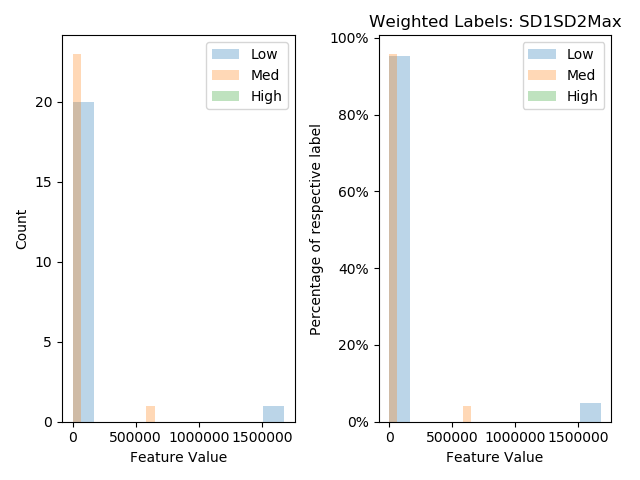 Weighted Labels: SD1SD2Max
Count
20
15
10
5
0
0
500000
1000000
1500000
Feature Value
Low
Med
High
Percentage of respective label
100%
80%
60%
40%
20%
0%
0
500000
1000000
1500000
Feature Value
Low
Med
High